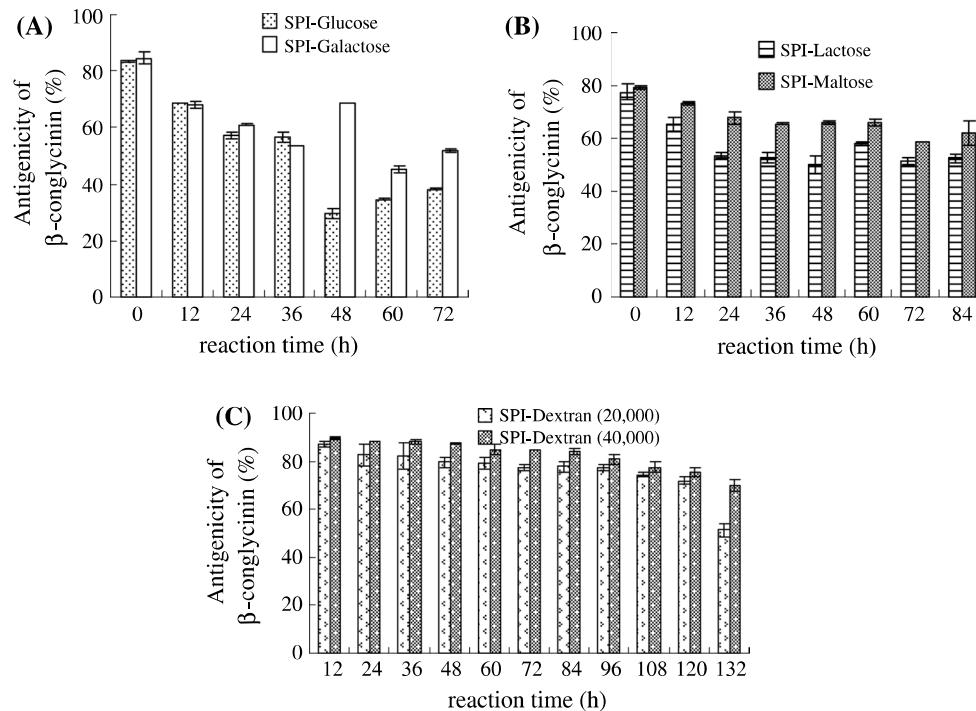 (A)
SPI-Glucose
SPI-Galactose
Antigenicity of
β-conglycinin (%)
100
80
60
40
20
0
0 12 24 36 48 60 72
reaction time (h)
(B)
SPI-Lactose
SPI-Maltose
Antigenicity of
β-conglycinin (%)
100
80
60
40
20
0
0 12 24 36 48 60 72 84
reaction time (h)
(C)
SPI-Dextran (20,000)
SPI-Dextran (40,000)
Antigenicity of
β-conglycinin (%)
100
80
60
40
20
0
12 24 36 48 60 72 84 96 108 120 132
reaction time (h)